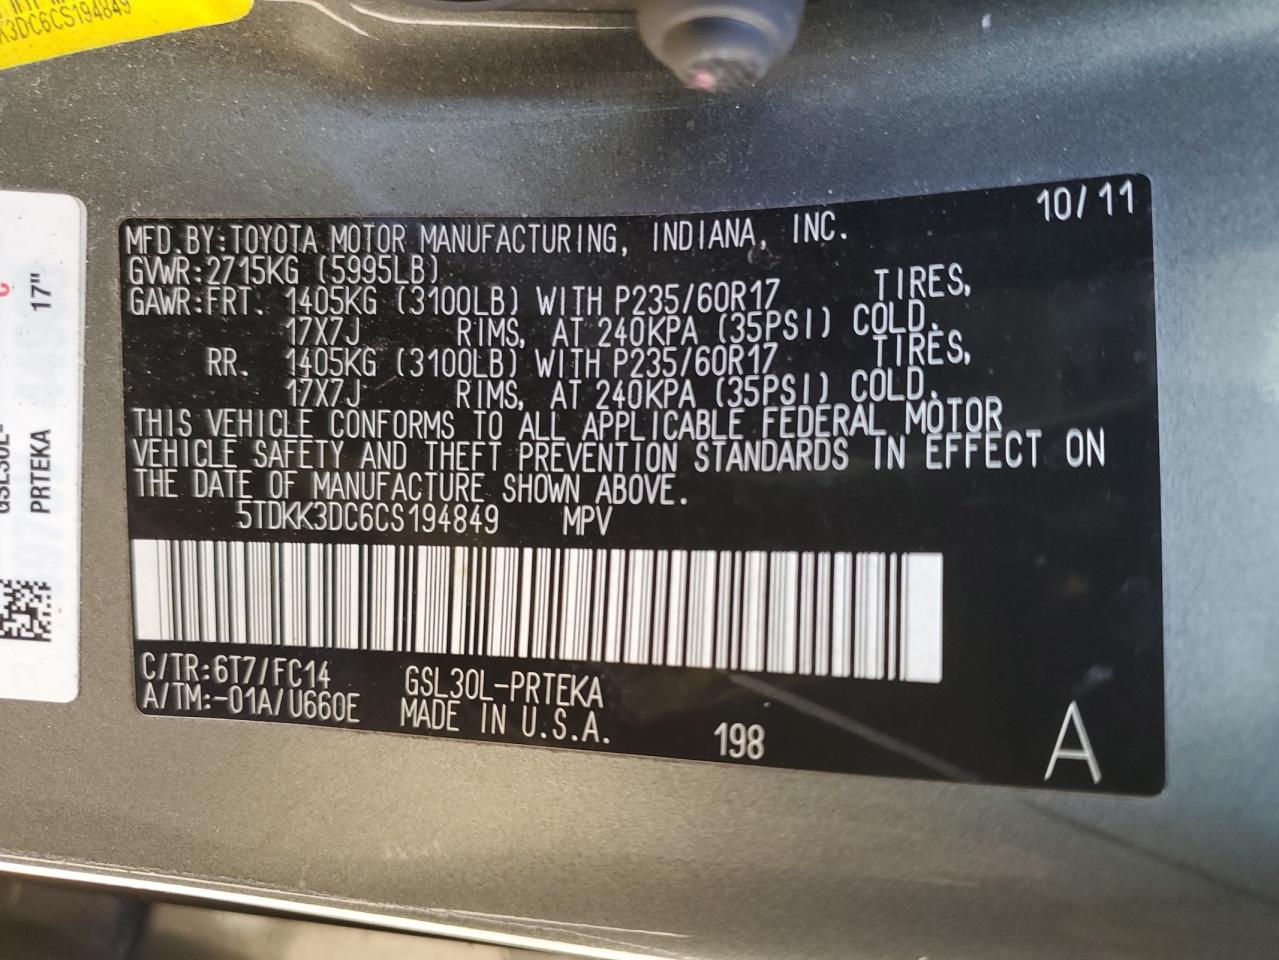 K3DC6CS194849
10/11
MFD.BY:TOYOTA MOTOR MANUFACTURING, INDIANA, INC.
GVWR:2715KG (5995LB)
GAWR:FRT. 1405KG (3100LB) WITH P235/60R17 TIRES,
17X7J RIMS, AT 240KPA (35PSI) COLD.
RR. 1405KG (3100LB) WITH P235/60R17 TIRES,
17X7J RIMS, AT 240KPA (35PSI) COLD.
THIS VEHICLE CONFORMS TO ALL APPLICABLE FEDERAL MOTOR
VEHICLE SAFETY AND THEFT PREVENTION STANDARDS IN EFFECT ON
THE DATE OF MANUFACTURE SHOWN ABOVE.
5TDKK3DC6CS194849 MPV
C/TR:6T7/FC14 GSL30L-PRTEKA
A/TM:-01A/U660E MADE IN U.S.A.
198
A
GSL30L-
PRTEKA 17"